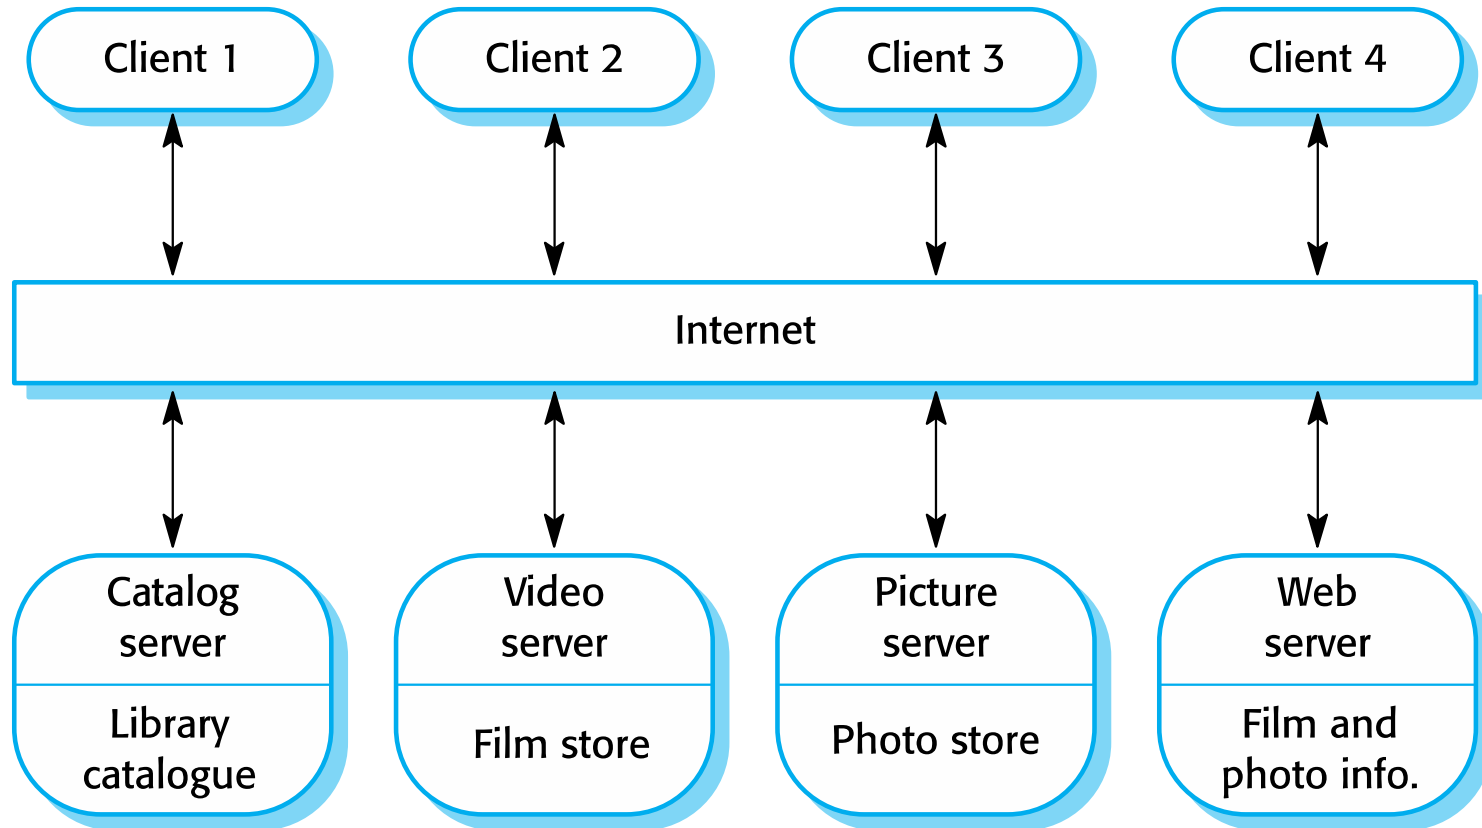 Client 1
Client 2
Client 3
Client 4
Internet
Catalog
server
Library
catalogue
Video
server
Film store
Picture
server
Photo store
Web
server
Film and
photo info.